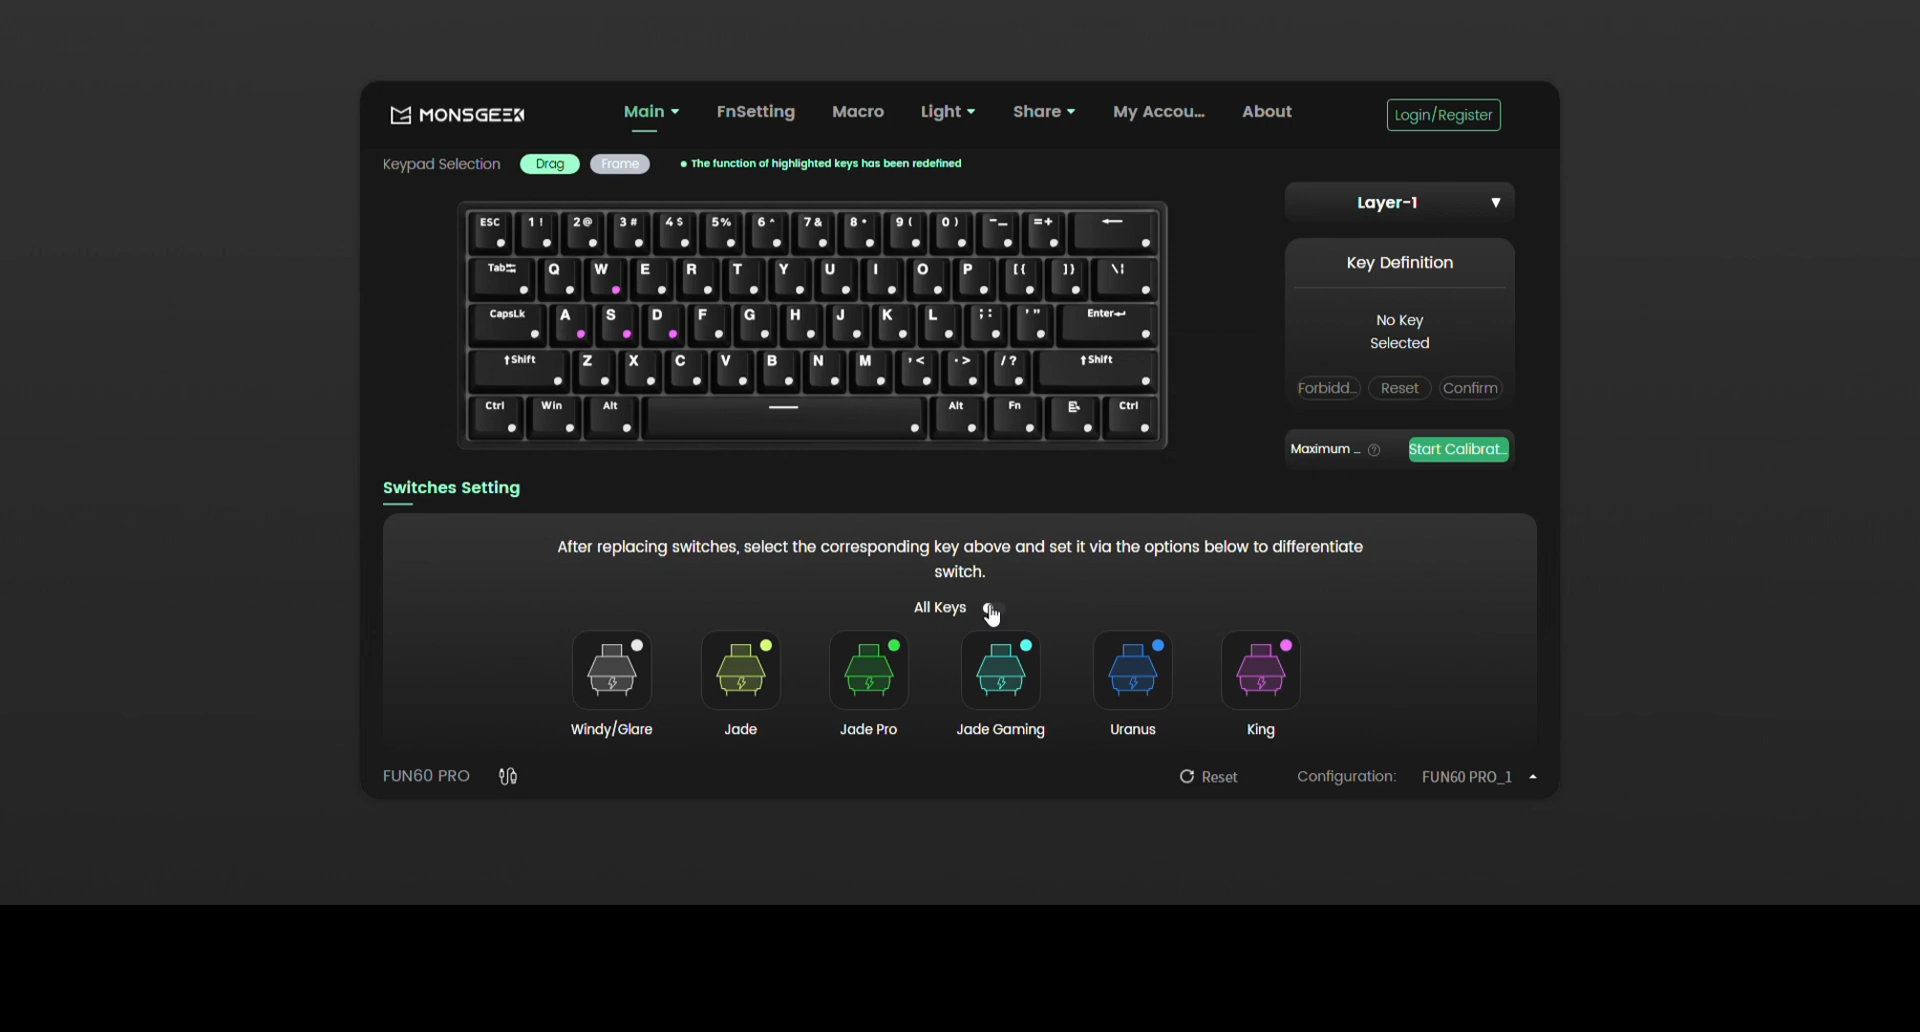 MONSGEEK
Main FnSetting Macro Light Share My Accou... About Login/Register
Keypad Selection Drag Frame The function of highlighted keys has been redefined
Layer-1
ESC 1 ! 2 @ 3 # 4 $ 5 % 6 ^ 7 & 8 * 9 ( 0 ) - _ = +
Tab Q W E R T Y U I O P [ { ] } \ |
CapsLk A S D F G H J K L ; : ' " Enter
Shift Z X C V B N M , < . > / ? Shift
Ctrl Win Alt Alt Fn Ctrl
Key Definition
No Key
Selected
Forbidd... Reset Confirm
Maximum ... Start Calibrat...
Switches Setting
After replacing switches, select the corresponding key above and set it via the options below to differentiate
switch.
All Keys
Windy/Glare Jade Jade Pro Jade Gaming Uranus King
FUN60 PRO Reset Configuration: FUN60 PRO_1